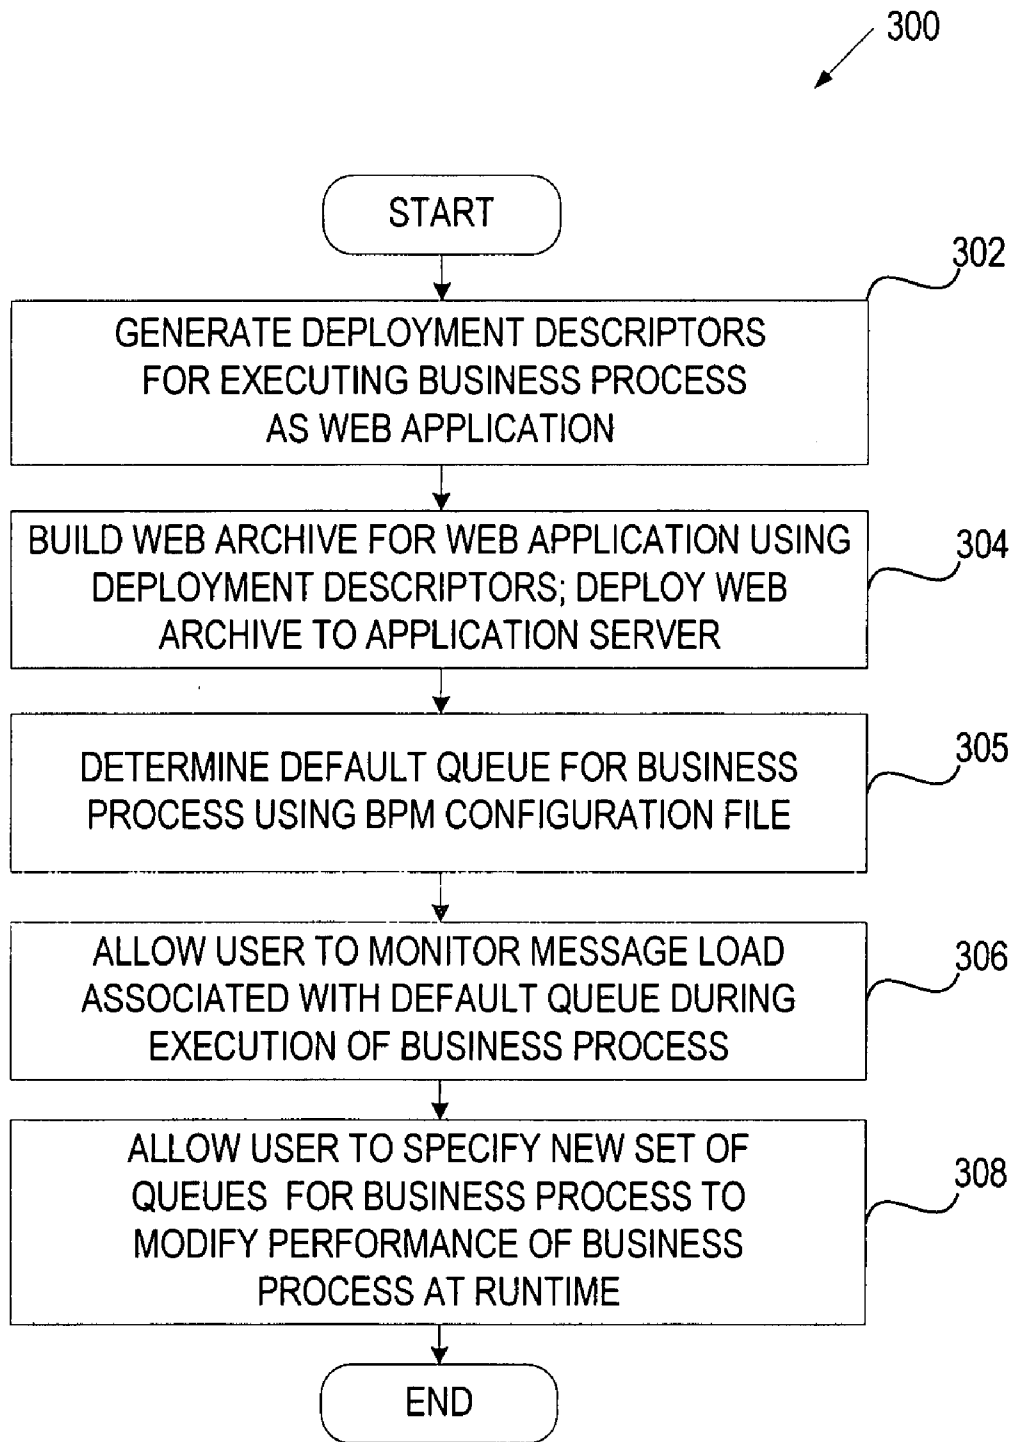 300
START
302
GENERATE DEPLOYMENT DESCRIPTORS
FOR EXECUTING BUSINESS PROCESS
AS WEB APPLICATION
BUILD WEB ARCHIVE FOR WEB APPLICATION USING
DEPLOYMENT DESCRIPTORS; DEPLOY WEB
ARCHIVE TO APPLICATION SERVER
304
DETERMINE DEFAULT QUEUE FOR BUSINESS
PROCESS USING BPM CONFIGURATION FILE
305
ALLOW USER TO MONITOR MESSAGE LOAD
ASSOCIATED WITH DEFAULT QUEUE DURING
EXECUTION OF BUSINESS PROCESS
306
ALLOW USER TO SPECIFY NEW SET OF
QUEUES FOR BUSINESS PROCESS TO
MODIFY PERFORMANCE OF BUSINESS
PROCESS AT RUNTIME
308
END